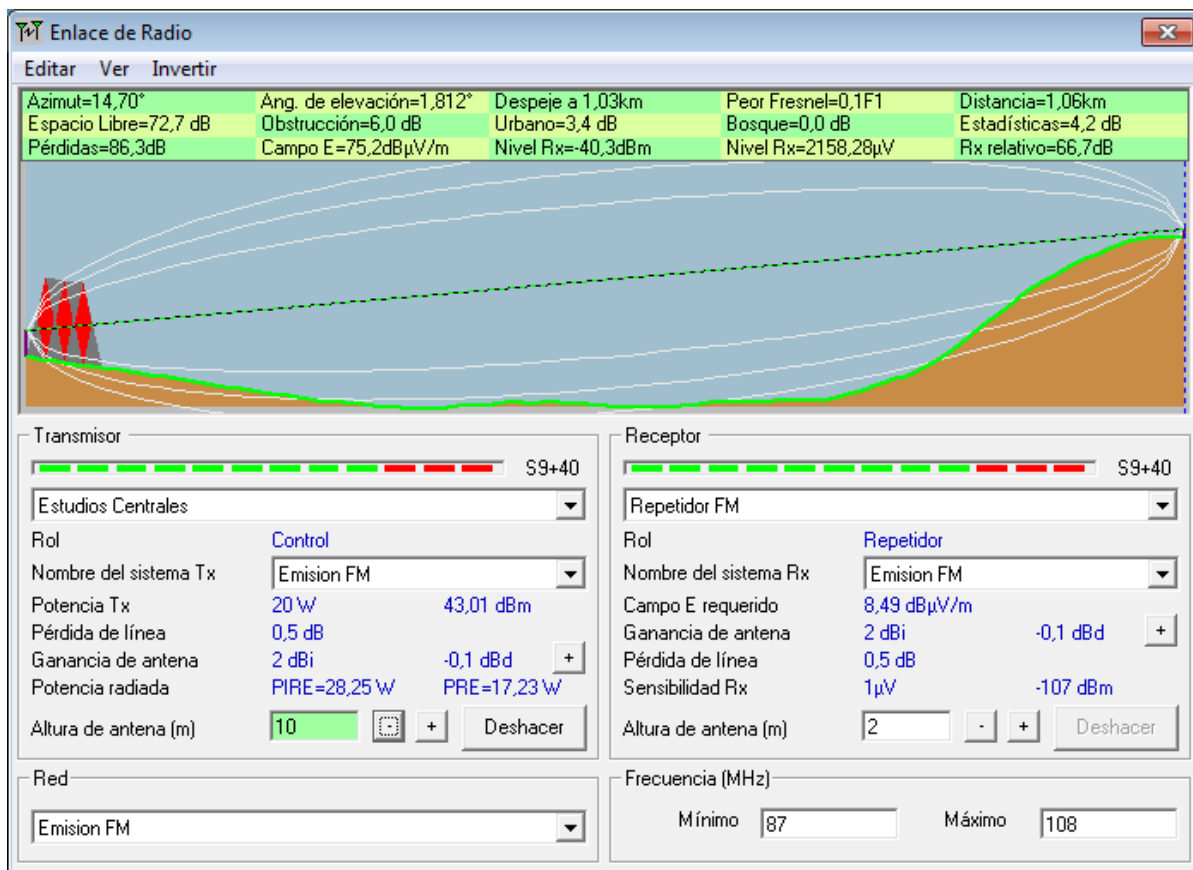 Enlace de Radio
Editar Ver Invertir
Azimut=14,70° Ang. de elevación=1,812° Despeje a 1,03km Peor Fresnel=0,1F1 Distancia=1,06km
Espacio Libre=72,7 dB Obstrucción=6,0 dB Urbano=3,4 dB Bosque=0,0 dB Estadísticas=4,2 dB
Pérdidas=86,3dB Campo E=75,2dBµV/m Nivel Rx=-40,3dBm Nivel Rx=2158,28µV Rx relativo=66,7dB
Transmisor
S9+40
Estudios Centrales
Rol Control
Nombre del sistema Tx Emision FM
Potencia Tx 20 W 43,01 dBm
Pérdida de línea 0,5 dB
Ganancia de antena 2 dBi -0,1 dBd +
Potencia radiada PIRE=28,25 W PRE=17,23 W
Altura de antena (m) 10 - + Deshacer
Red
Emision FM
Receptor
S9+40
Repetidor FM
Rol Repetidor
Nombre del sistema Rx Emision FM
Campo E requerido 8,49 dBµV/m
Ganancia de antena 2 dBi -0,1 dBd +
Pérdida de línea 0,5 dB
Sensibilidad Rx 1µV -107 dBm
Altura de antena (m) 2 - + Deshacer
Frecuencia (MHz)
Mínimo 87 Máximo 108